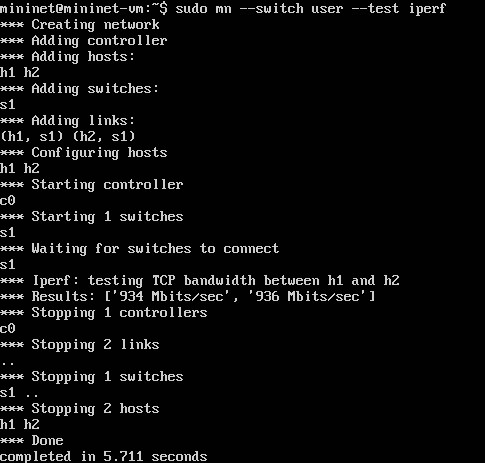 mininet@mininet-vm:~$ sudo mn --switch user --test iperf
*** Creating network
*** Adding controller
*** Adding hosts:
h1 h2
*** Adding switches:
s1
*** Adding links:
(h1, s1) (h2, s1)
*** Configuring hosts
h1 h2
*** Starting controller
c0
*** Starting 1 switches
s1
*** Waiting for switches to connect
s1
*** Iperf: testing TCP bandwidth between h1 and h2
*** Results: ['934 Mbits/sec', '936 Mbits/sec']
*** Stopping 1 controllers
c0
*** Stopping 2 links
..
*** Stopping 1 switches
s1 ..
*** Stopping 2 hosts
h1 h2
*** Done
completed in 5.711 seconds